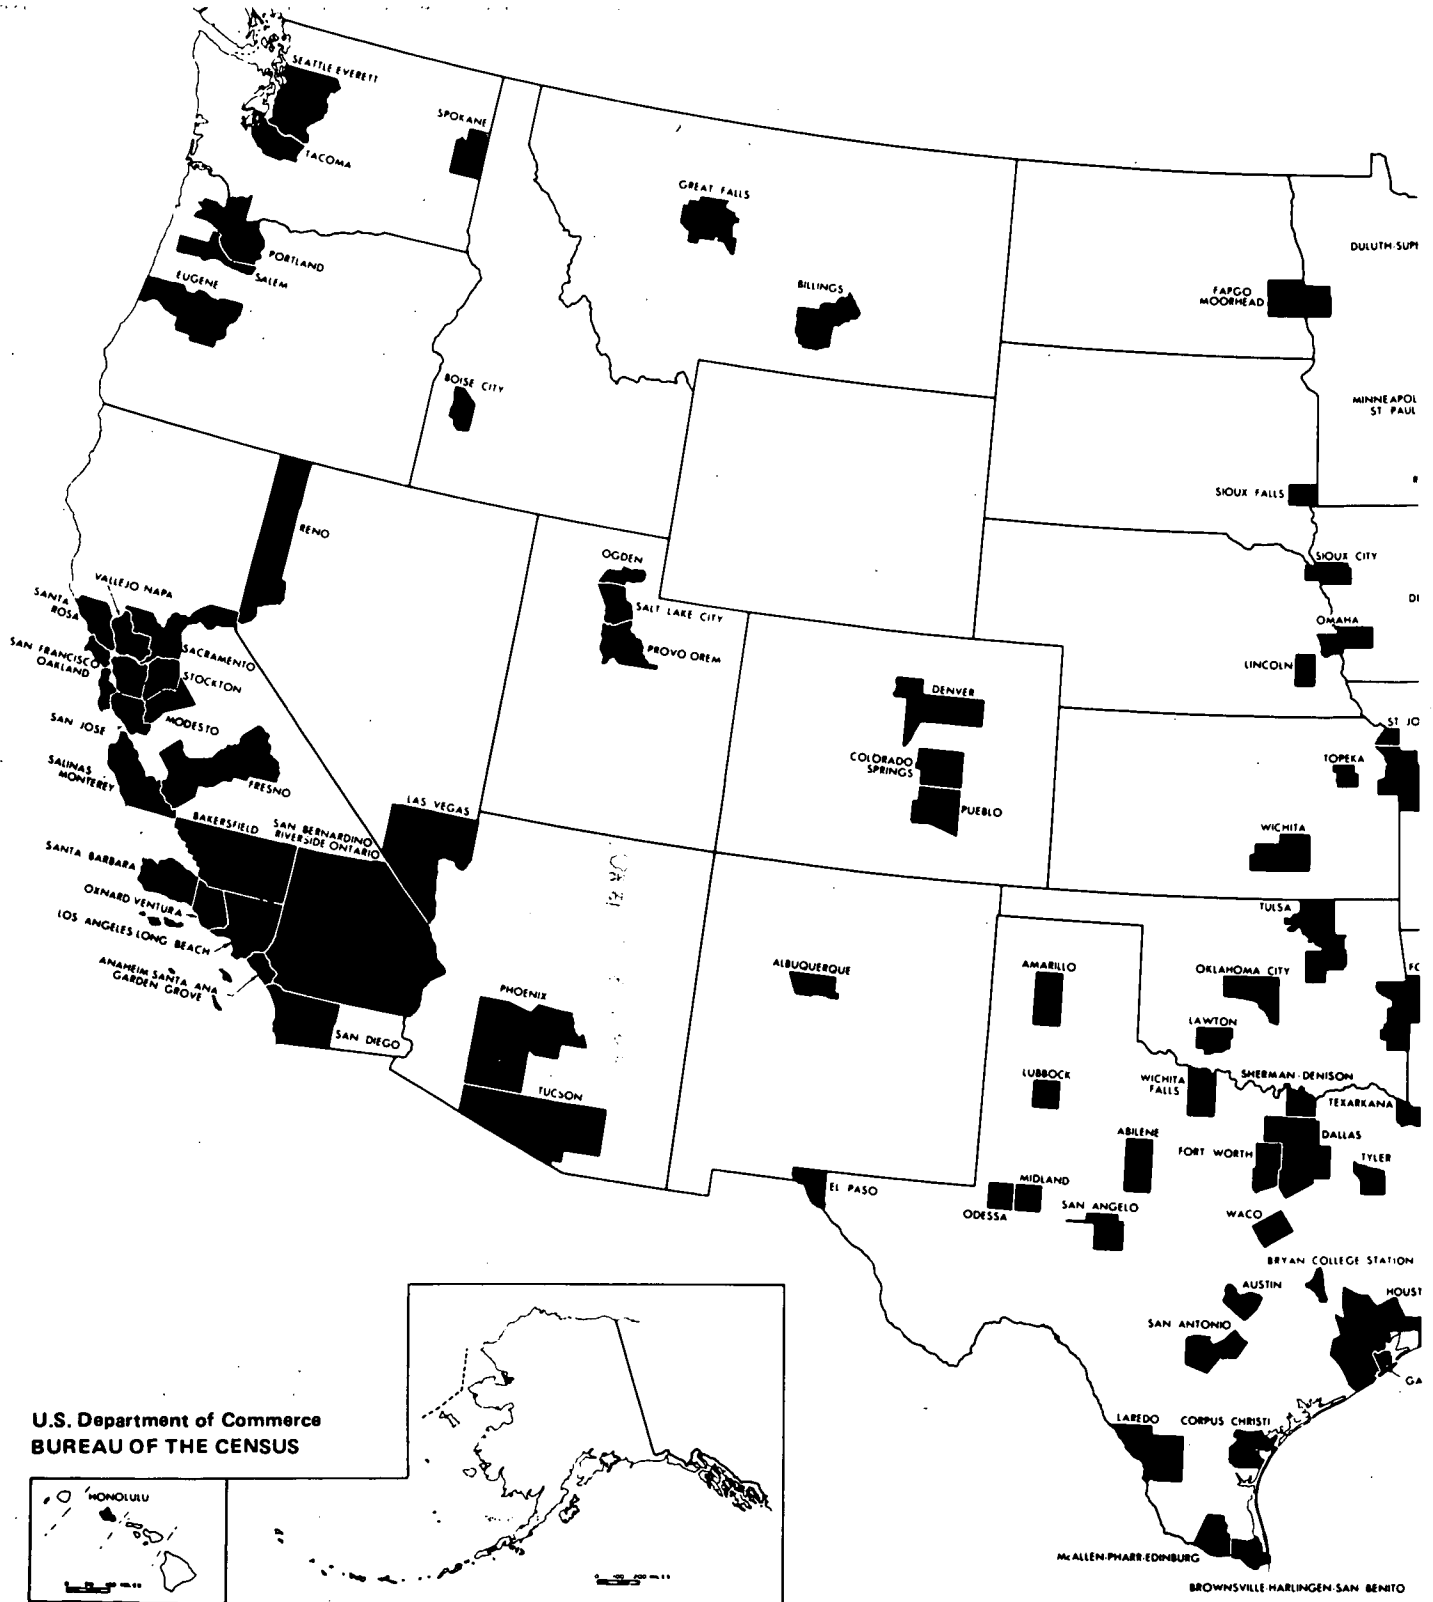 SEATTLE EVERETT
SPOKANE
TACOMA
GREAT FALLS
DULUTH-SUP
PORTLAND
SALEM
EUGENE
BILLINGS
FARGO
MOORHEAD
BOISE CITY
MINNEAPOL
ST PAUL
SIOUX FALLS
RENO
OGDEN
SIOUX CITY
VALLEJO NAPA
SANTA
ROSA
SALT LAKE CITY
DI
OMAHA
SAN FRANCISCO
OAKLAND
SACRAMENTO
PROVO OREM
LINCOLN
STOCKTON
DENVER
SAN JOSE
MODESTO
ST JO
COLORADO
SPRINGS
TOPEKA
SALINAS
MONTEREY
FRESNO
LAS VEGAS
PUEBLO
BAKERSFIELD
SAN BERNARDINO
RIVERSIDE ONTARIO
WICHITA
SANTA BARBARA
OXNARD VENTURA
LOS ANGELES LONG BEACH
TULSA
ANAHEIM SANTA ANA
GARDEN GROVE
ALBUQUERQUE
AMARILLO
OKLAHOMA CITY
FO
PHOENIX
LAWTON
SAN DIEGO
LUBBOCK
WICHITA
FALLS
SHERMAN-DENISON
TUCSON
TEXARKANA
ABILENE
DALLAS
FORT WORTH
TYLER
EL PASO
MIDLAND
ODESSA
SAN ANGELO
WACO
BRYAN COLLEGE STATION
AUSTIN
HOUST
SAN ANTONIO
GA
U.S. Department of Commerce
BUREAU OF THE CENSUS
LAREDO
CORPUS CHRISTI
HONOLULU
McALLEN-PHARR-EDINBURG
BROWNSVILLE-HARLINGEN-SAN BENITO